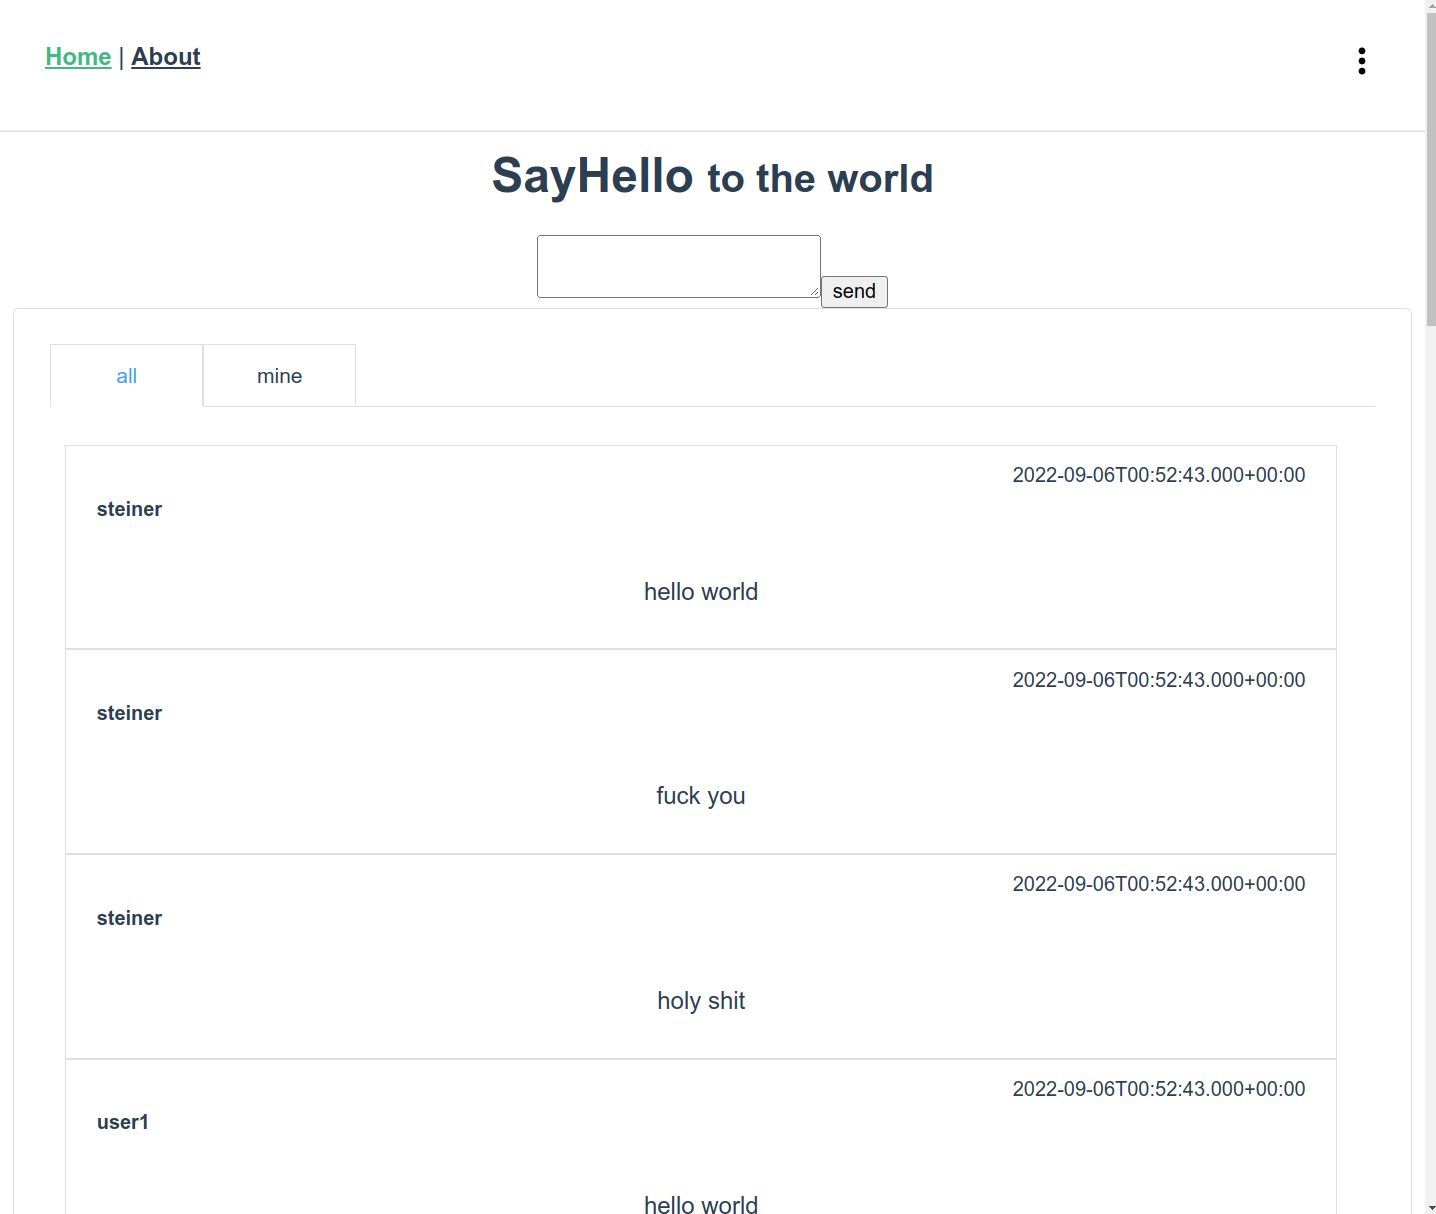 Home | About
SayHello to the world
send
all mine
2022-09-06T00:52:43.000+00:00
steiner
hello world
2022-09-06T00:52:43.000+00:00
steiner
fuck you
2022-09-06T00:52:43.000+00:00
steiner
holy shit
2022-09-06T00:52:43.000+00:00
user1
hello world